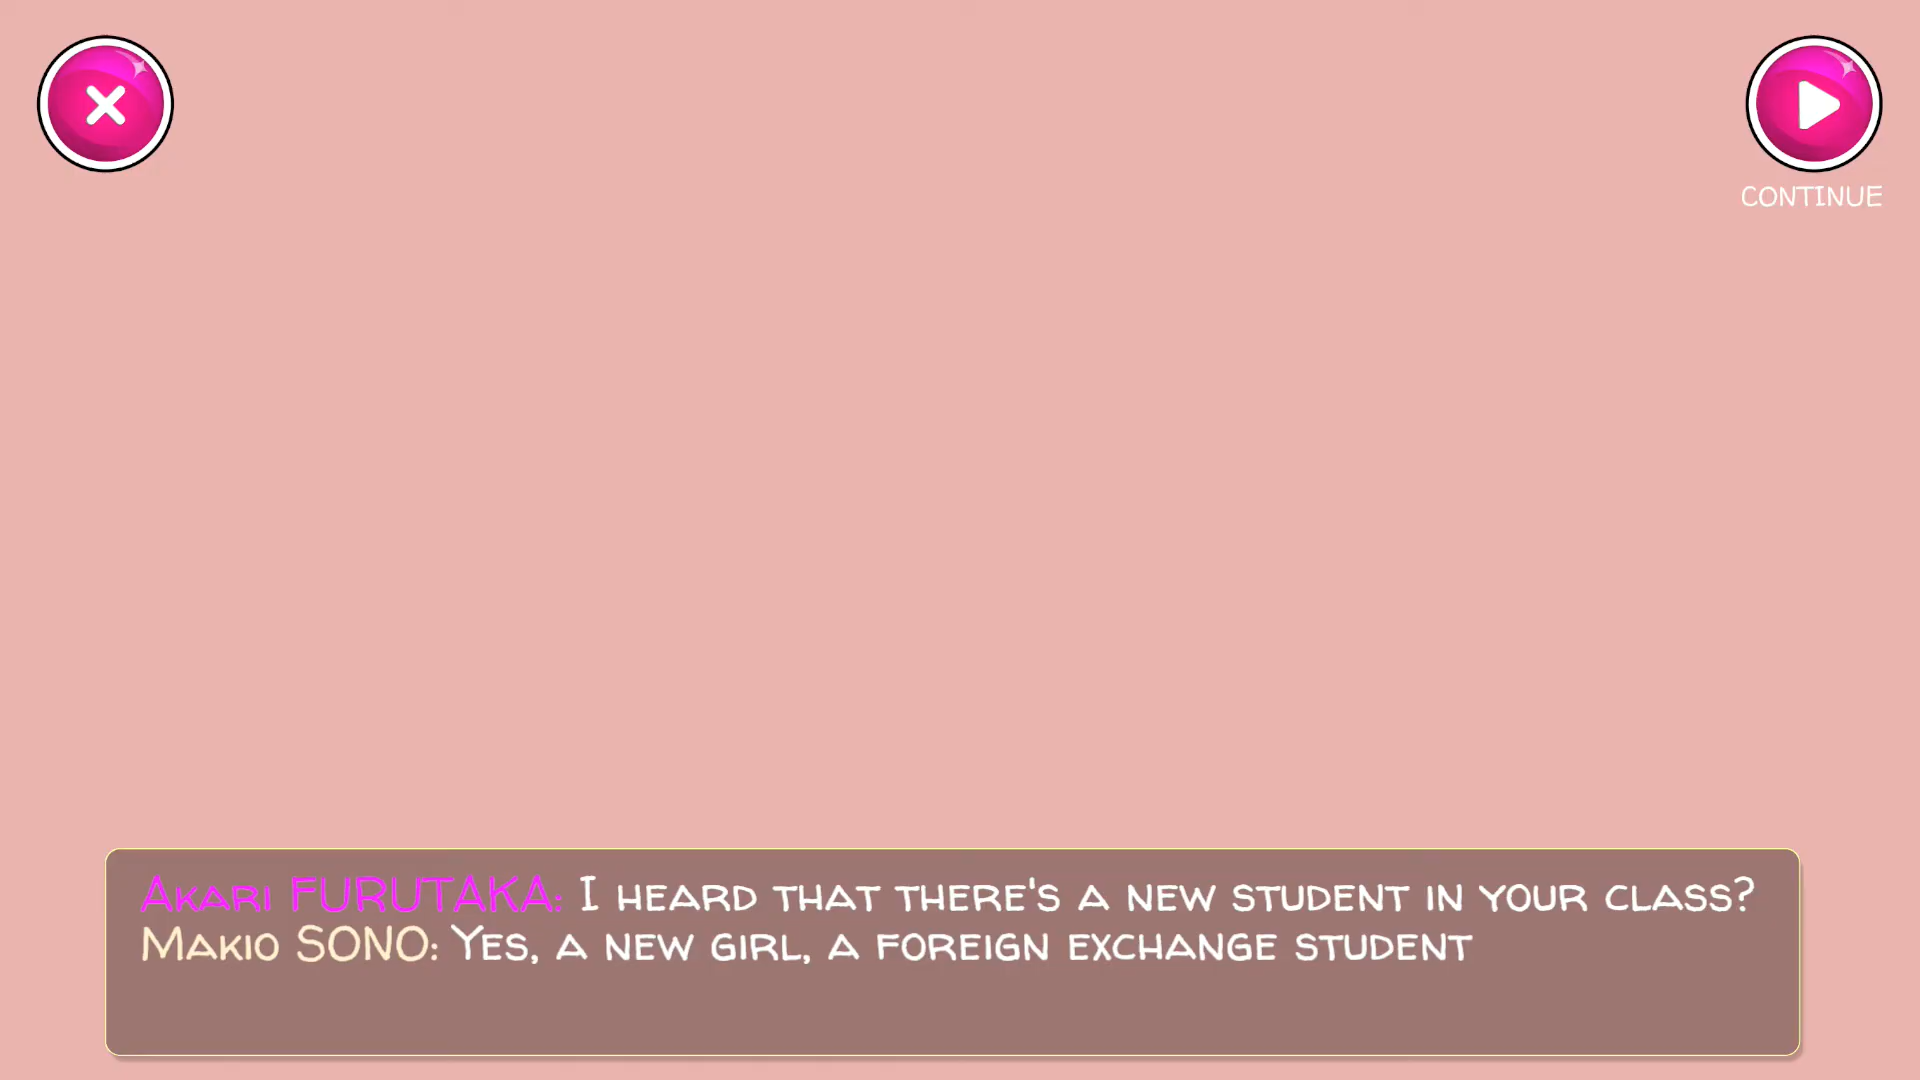 CONTINUE
Akari FURUTAKA: I heard that there's a new student in your class?
Makio SONO: Yes, a new girl, a foreign exchange student